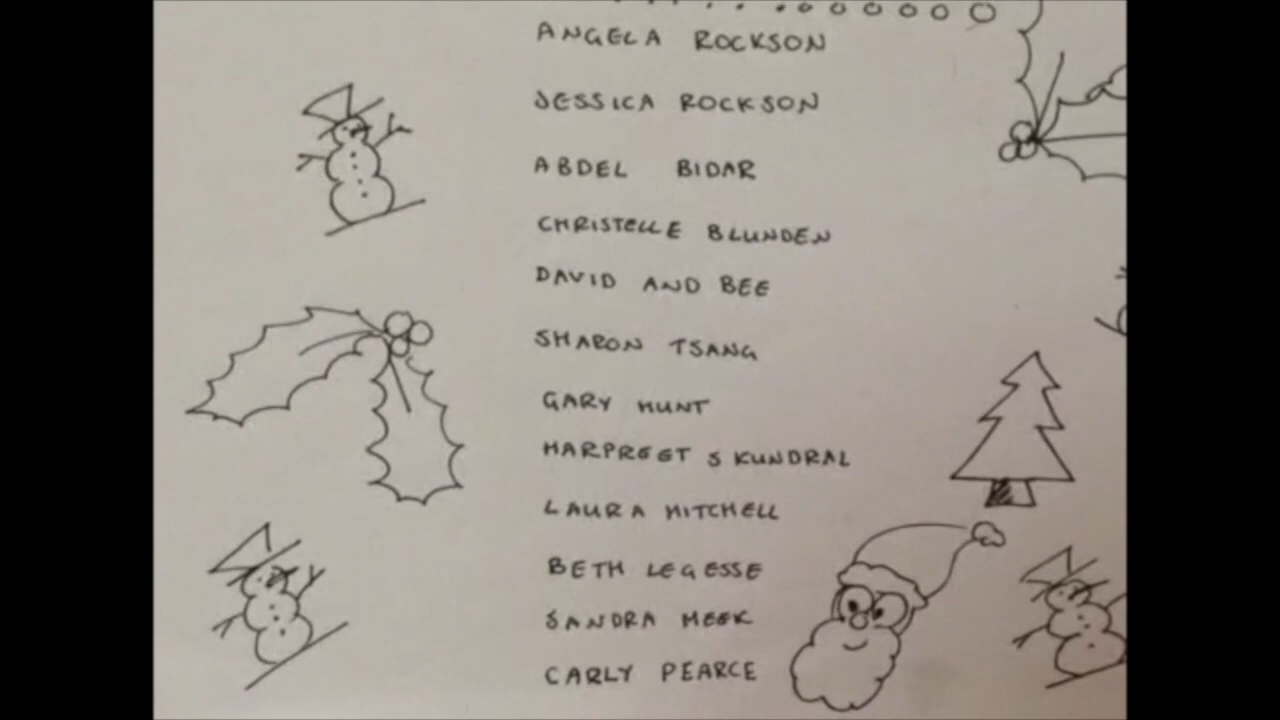 ANGELA ROCKSON
JESSICA ROCKSON
ABDEL BIDAR
CHRISTELLE BLUNDEN
DAVID AND BEE
SHARON TSANG
GARY HUNT
HARPREET S KUNDRAL
LAURA MITCHELL
BETH LEGESSE
SANDRA MEEK
CARLY PEARCE